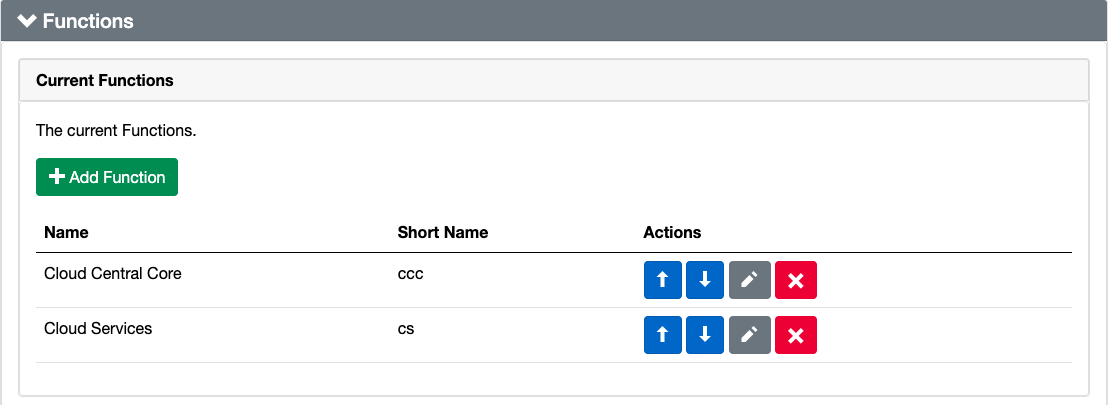 Functions
Current Functions
The current Functions.
Add Function
Name Short Name Actions
Cloud Central Core ccc
Cloud Services cs